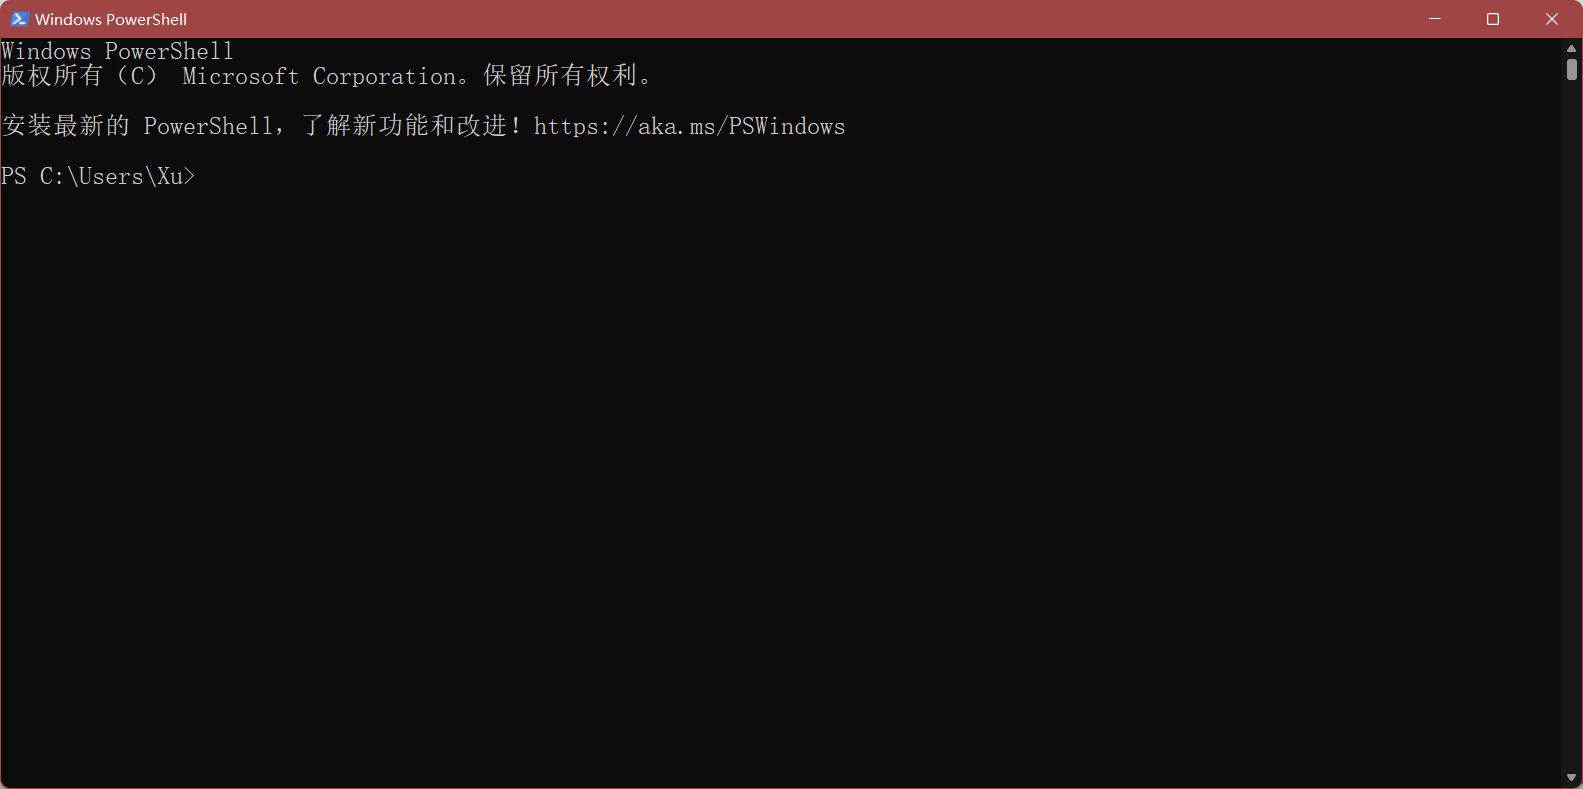 Windows PowerShell
Windows PowerShell
版权所有（C） Microsoft Corporation。保留所有权利。
安装最新的 PowerShell，了解新功能和改进！https://aka.ms/PSWindows
PS C:\Users\Xu>